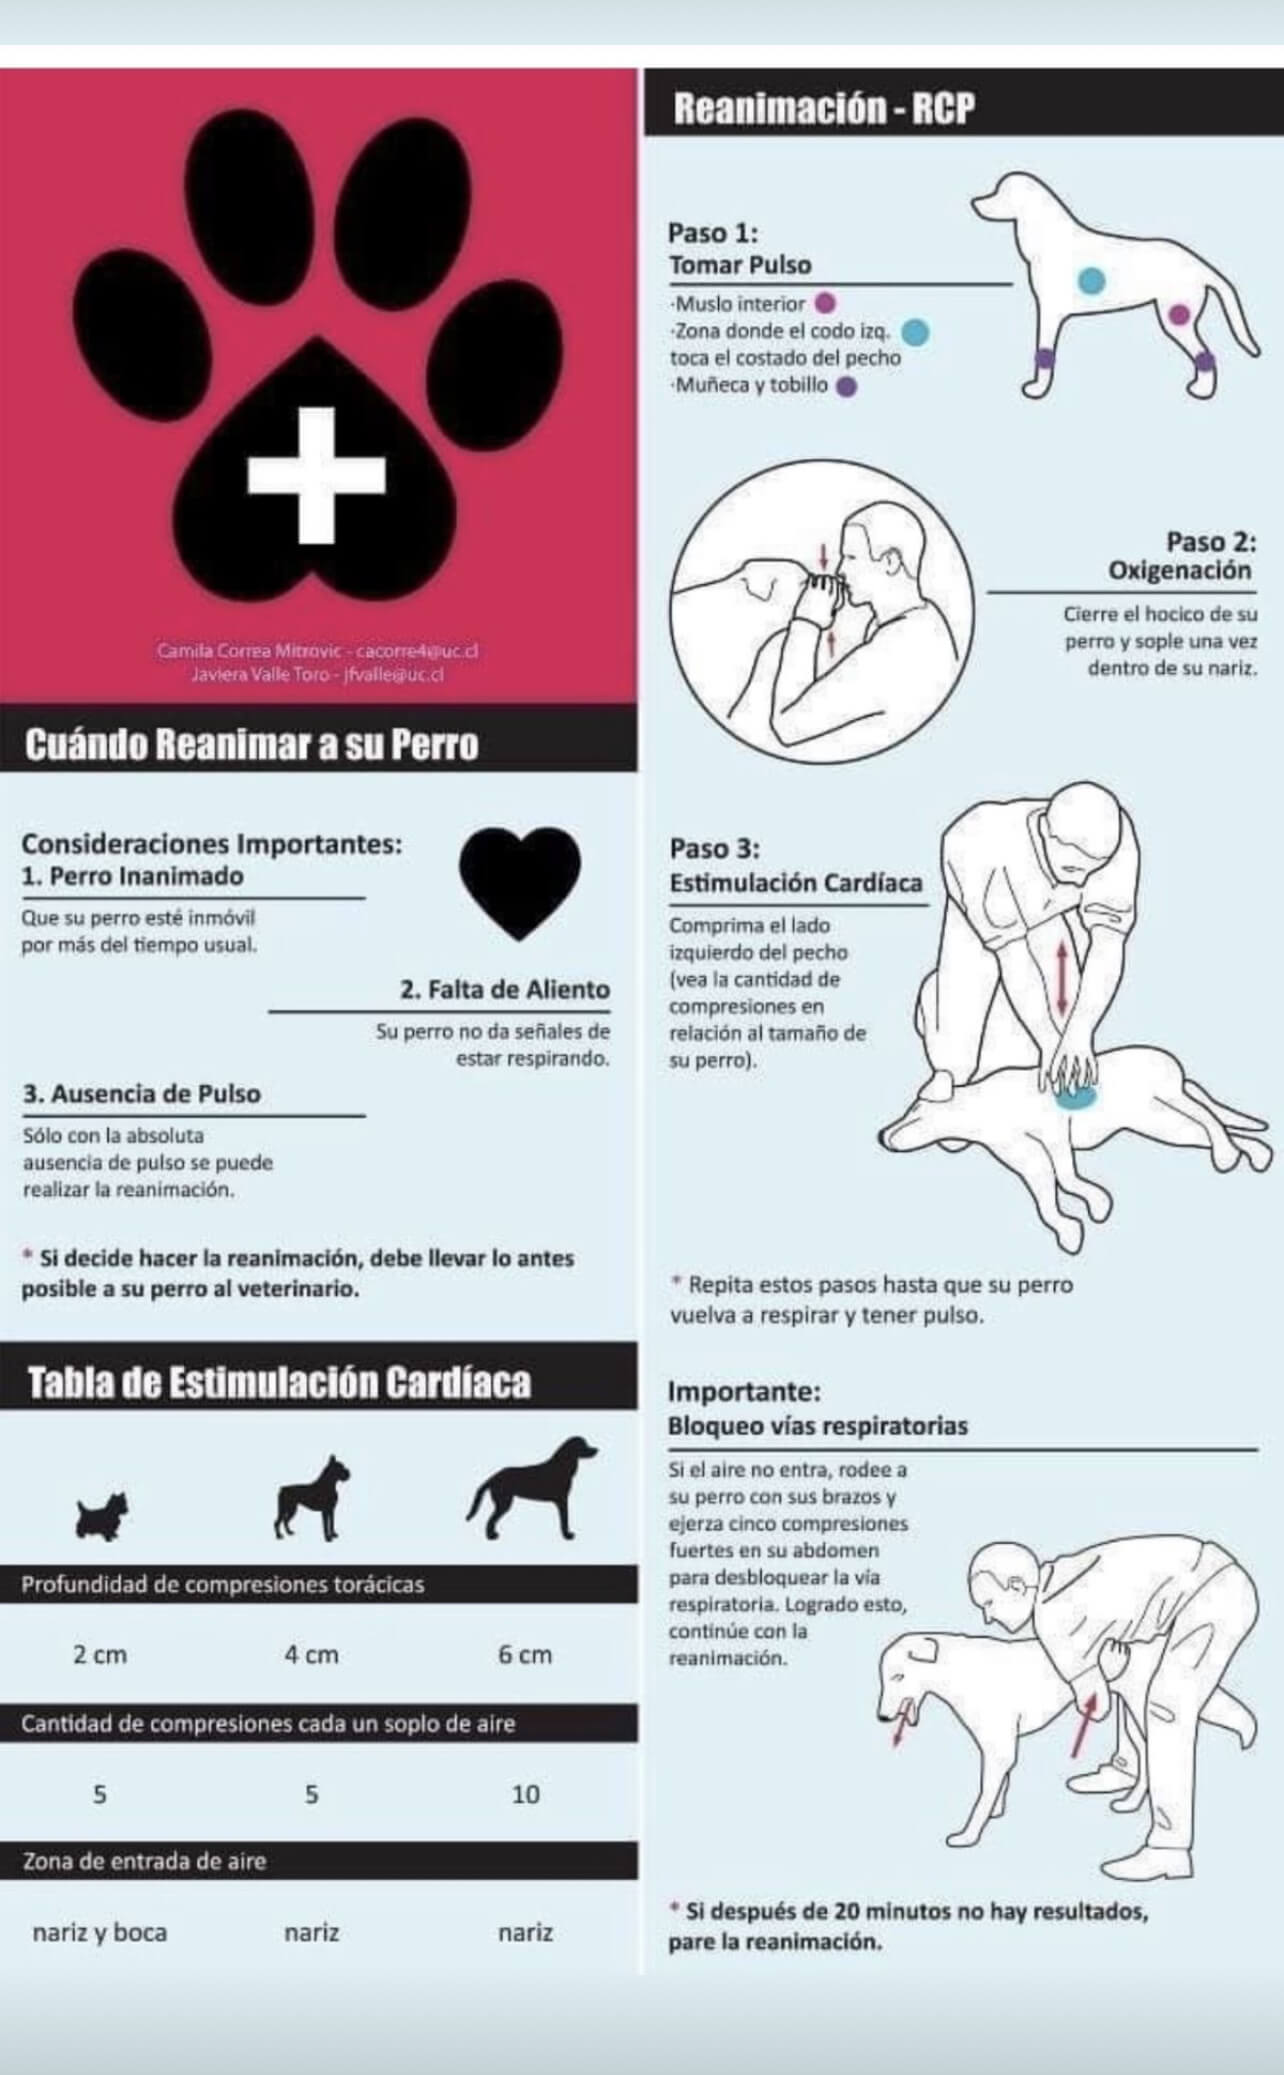 Camila Correa Mitrovic - cacorre4@uc.cl
Javiera Valle Toro - jfvalle@uc.cl
Cuándo Reanimar a su Perro
Consideraciones Importantes:
1. Perro Inanimado
Que su perro esté inmóvil
por más del tiempo usual.
2. Falta de Aliento
Su perro no da señales de
estar respirando.
3. Ausencia de Pulso
Sólo con la absoluta
ausencia de pulso se puede
realizar la reanimación.
* Si decide hacer la reanimación, debe llevar lo antes
posible a su perro al veterinario.
Tabla de Estimulación Cardíaca
Profundidad de compresiones torácicas
2 cm 4 cm 6 cm
Cantidad de compresiones cada un soplo de aire
5 5 10
Zona de entrada de aire
nariz y boca nariz nariz
Reanimación - RCP
Paso 1:
Tomar Pulso
·Muslo interior
·Zona donde el codo izq.
toca el costado del pecho
·Muñeca y tobillo
Paso 2:
Oxigenación
Cierre el hocico de su
perro y sople una vez
dentro de su nariz.
Paso 3:
Estimulación Cardíaca
Comprima el lado
izquierdo del pecho
(vea la cantidad de
compresiones en
relación al tamaño de
su perro).
* Repita estos pasos hasta que su perro
vuelva a respirar y tener pulso.
Importante:
Bloqueo vías respiratorias
Si el aire no entra, rodee a
su perro con sus brazos y
ejerza cinco compresiones
fuertes en su abdomen
para desbloquear la vía
respiratoria. Logrado esto,
continúe con la
reanimación.
* Si después de 20 minutos no hay resultados,
pare la reanimación.